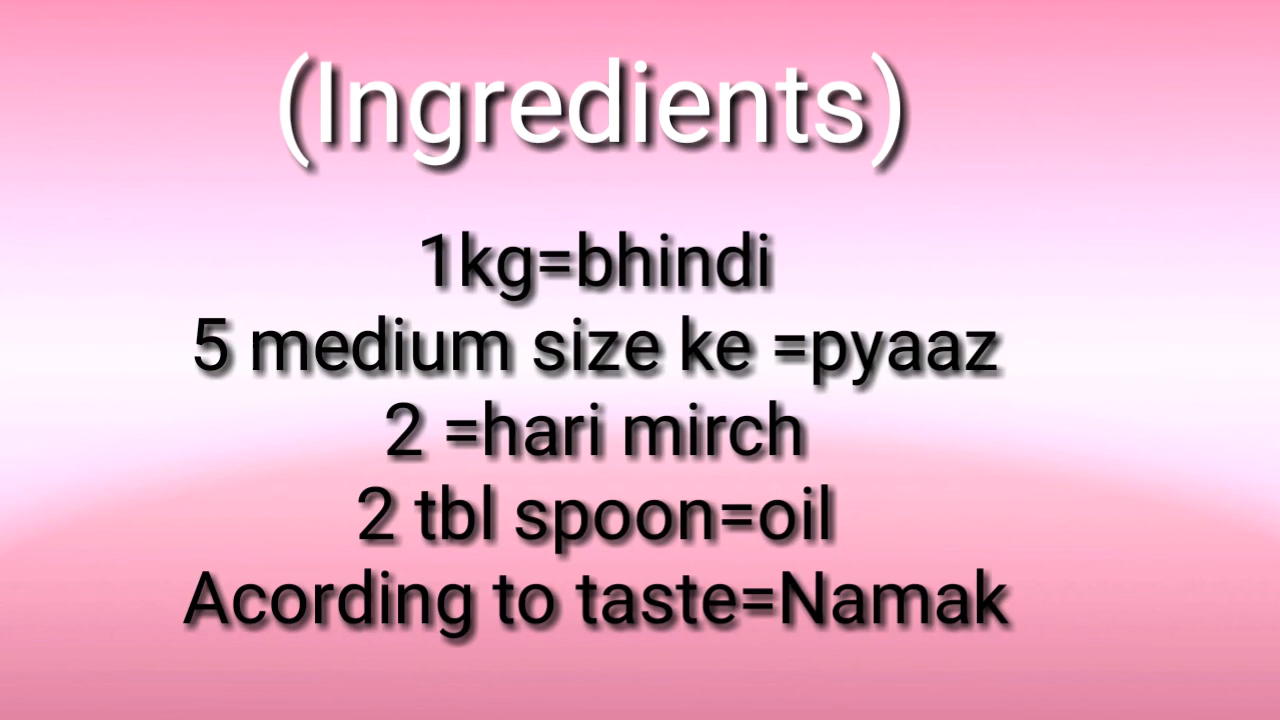 (Ingredients)
1kg=bhindi
5 medium size ke =pyaaz
2 =hari mirch
2 tbl spoon=oil
Acording to taste=Namak